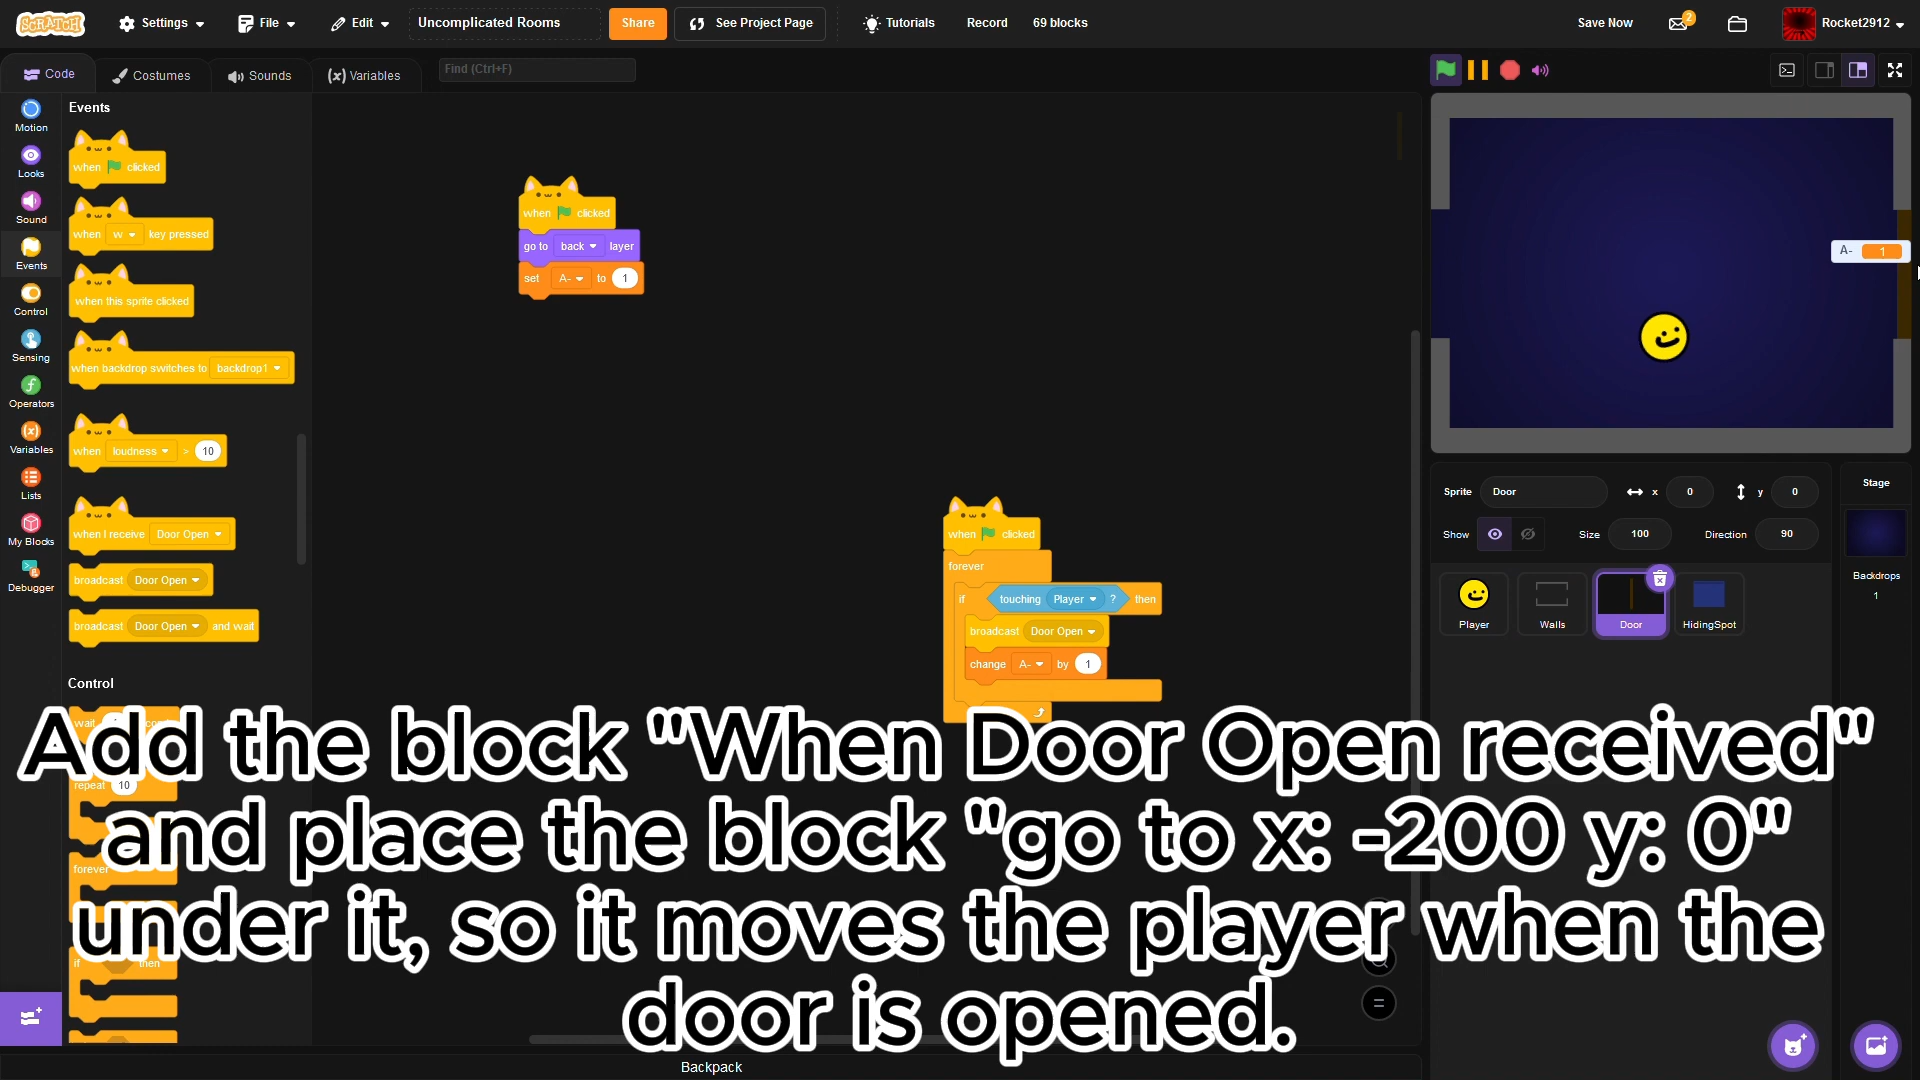 SCRATCH
Settings
File
Edit
Uncomplicated Rooms
Share
See Project Page
Tutorials
Record
69 blocks
Save Now
2
Rocket2912
Code
Costumes
Sounds
(x) Variables
Find (Ctrl+F)
Motion
Looks
Sound
Events
Control
Sensing
Operators
Variables
Lists
My Blocks
Debugger
Events
when clicked
when w key pressed
when this sprite clicked
when backdrop switches to backdrop1
when loudness > 10
when I receive Door Open
broadcast Door Open
broadcast Door Open and wait
Control
wait
repeat 10
forever
if then
when clicked
go to back layer
set A- to 1
when clicked
forever
if touching Player ? then
broadcast Door Open
change A- by 1
A- 1
Sprite Door x 0 y 0
Show Size 100 Direction 90
Player
Walls
Door
HidingSpot
Stage
Backdrops
1
Add the block "When Door Open received"
and place the block "go to x: -200 y: 0"
under it, so it moves the player when the
door is opened.
Backpack